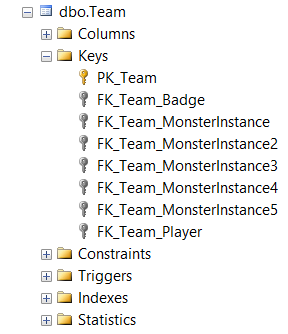 dbo.Team
Columns
Keys
PK_Team
FK_Team_Badge
FK_Team_MonsterInstance
FK_Team_MonsterInstance2
FK_Team_MonsterInstance3
FK_Team_MonsterInstance4
FK_Team_MonsterInstance5
FK_Team_Player
Constraints
Triggers
Indexes
Statistics